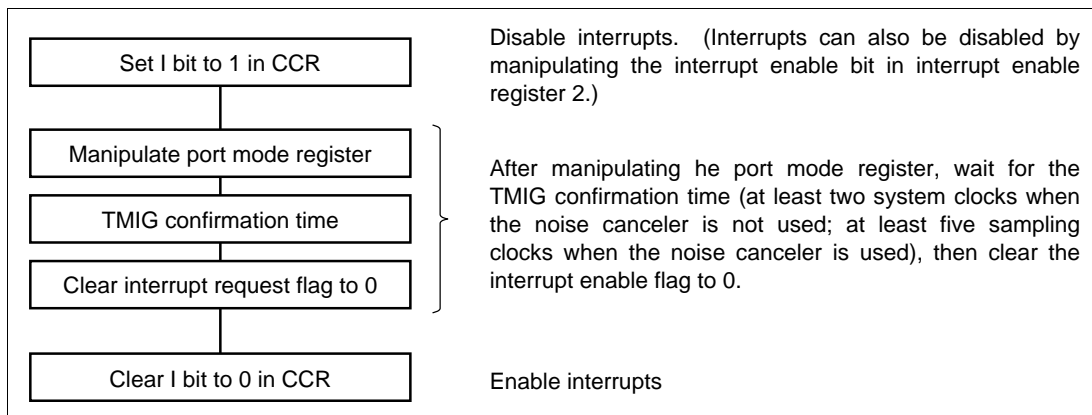 Set I bit to 1 in CCR
Disable interrupts. (Interrupts can also be disabled by
manipulating the interrupt enable bit in interrupt enable
register 2.)
Manipulate port mode register
TMIG confirmation time
Clear interrupt request flag to 0
After manipulating he port mode register, wait for the
TMIG confirmation time (at least two system clocks when
the noise canceler is not used; at least five sampling
clocks when the noise canceler is used), then clear the
interrupt enable flag to 0.
Clear I bit to 0 in CCR
Enable interrupts